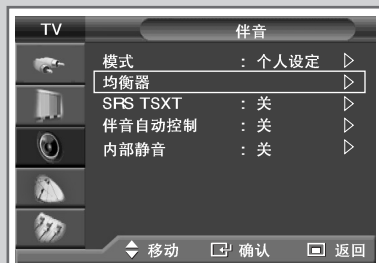 TV 伴音
模式 : 个人设定
均衡器
SRS TSXT : 关
伴音自动控制 : 关
内部静音 : 关
移动 确认 返回